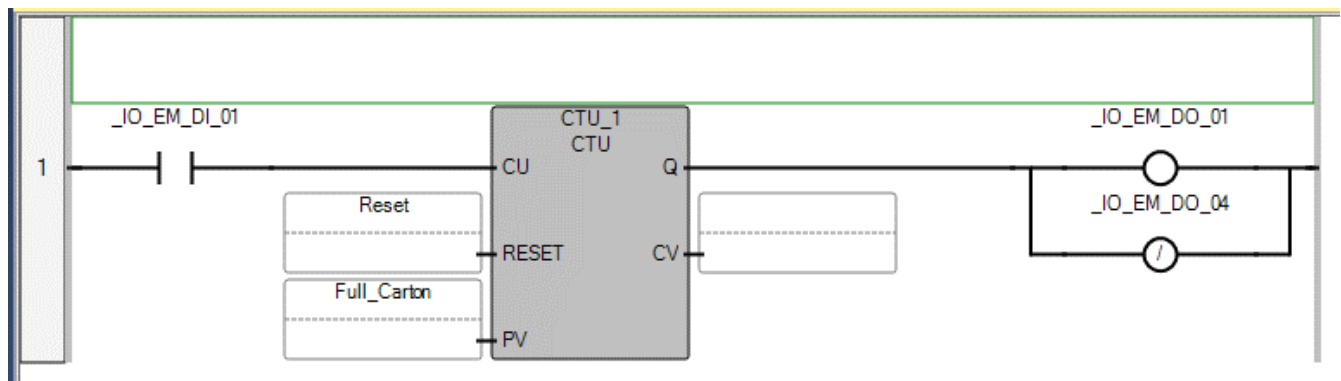 _IO_EM_DI_01
CTU_1
CTU
_IO_EM_DO_01
1
CU
Q
_IO_EM_DO_04
/
Reset
RESET
CV
Full_Carton
PV